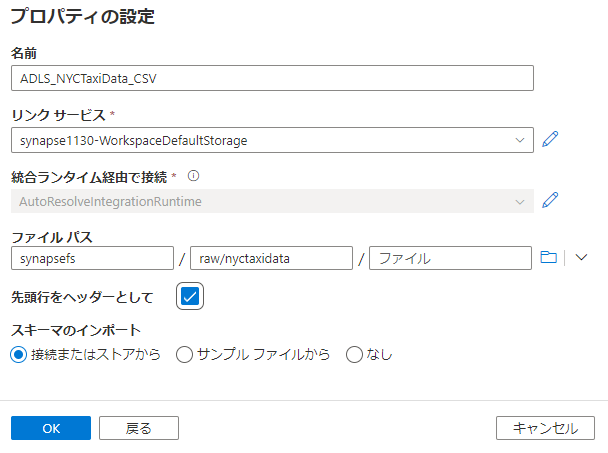 プロパティの設定
名前
ADLS_NYCTaxiData_CSV
リンク サービス *
synapse1130-WorkspaceDefaultStorage
統合ランタイム経由で接続 *
AutoResolveIntegrationRuntime
ファイル パス
synapsefs / raw/nyctaxidata / ファイル
先頭行をヘッダーとして
スキーマのインポート
接続またはストアから サンプル ファイルから なし
OK 戻る キャンセル